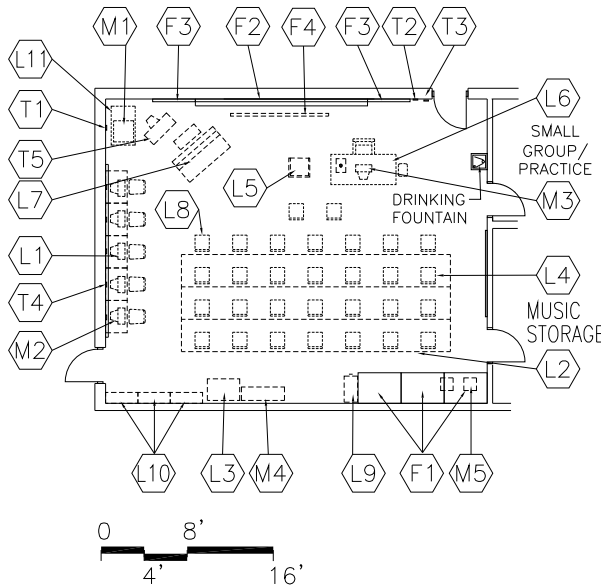 M1
F3
F2
F4
F3
T2
T3
L11
T1
T5
L7
L1
T4
M2
L8
L5
L6
SMALL
GROUP/
PRACTICE
M3
DRINKING
FOUNTAIN
L4
MUSIC
STORAGE
L2
L10
L3
M4
L9
F1
M5
0
8'
4'
16'